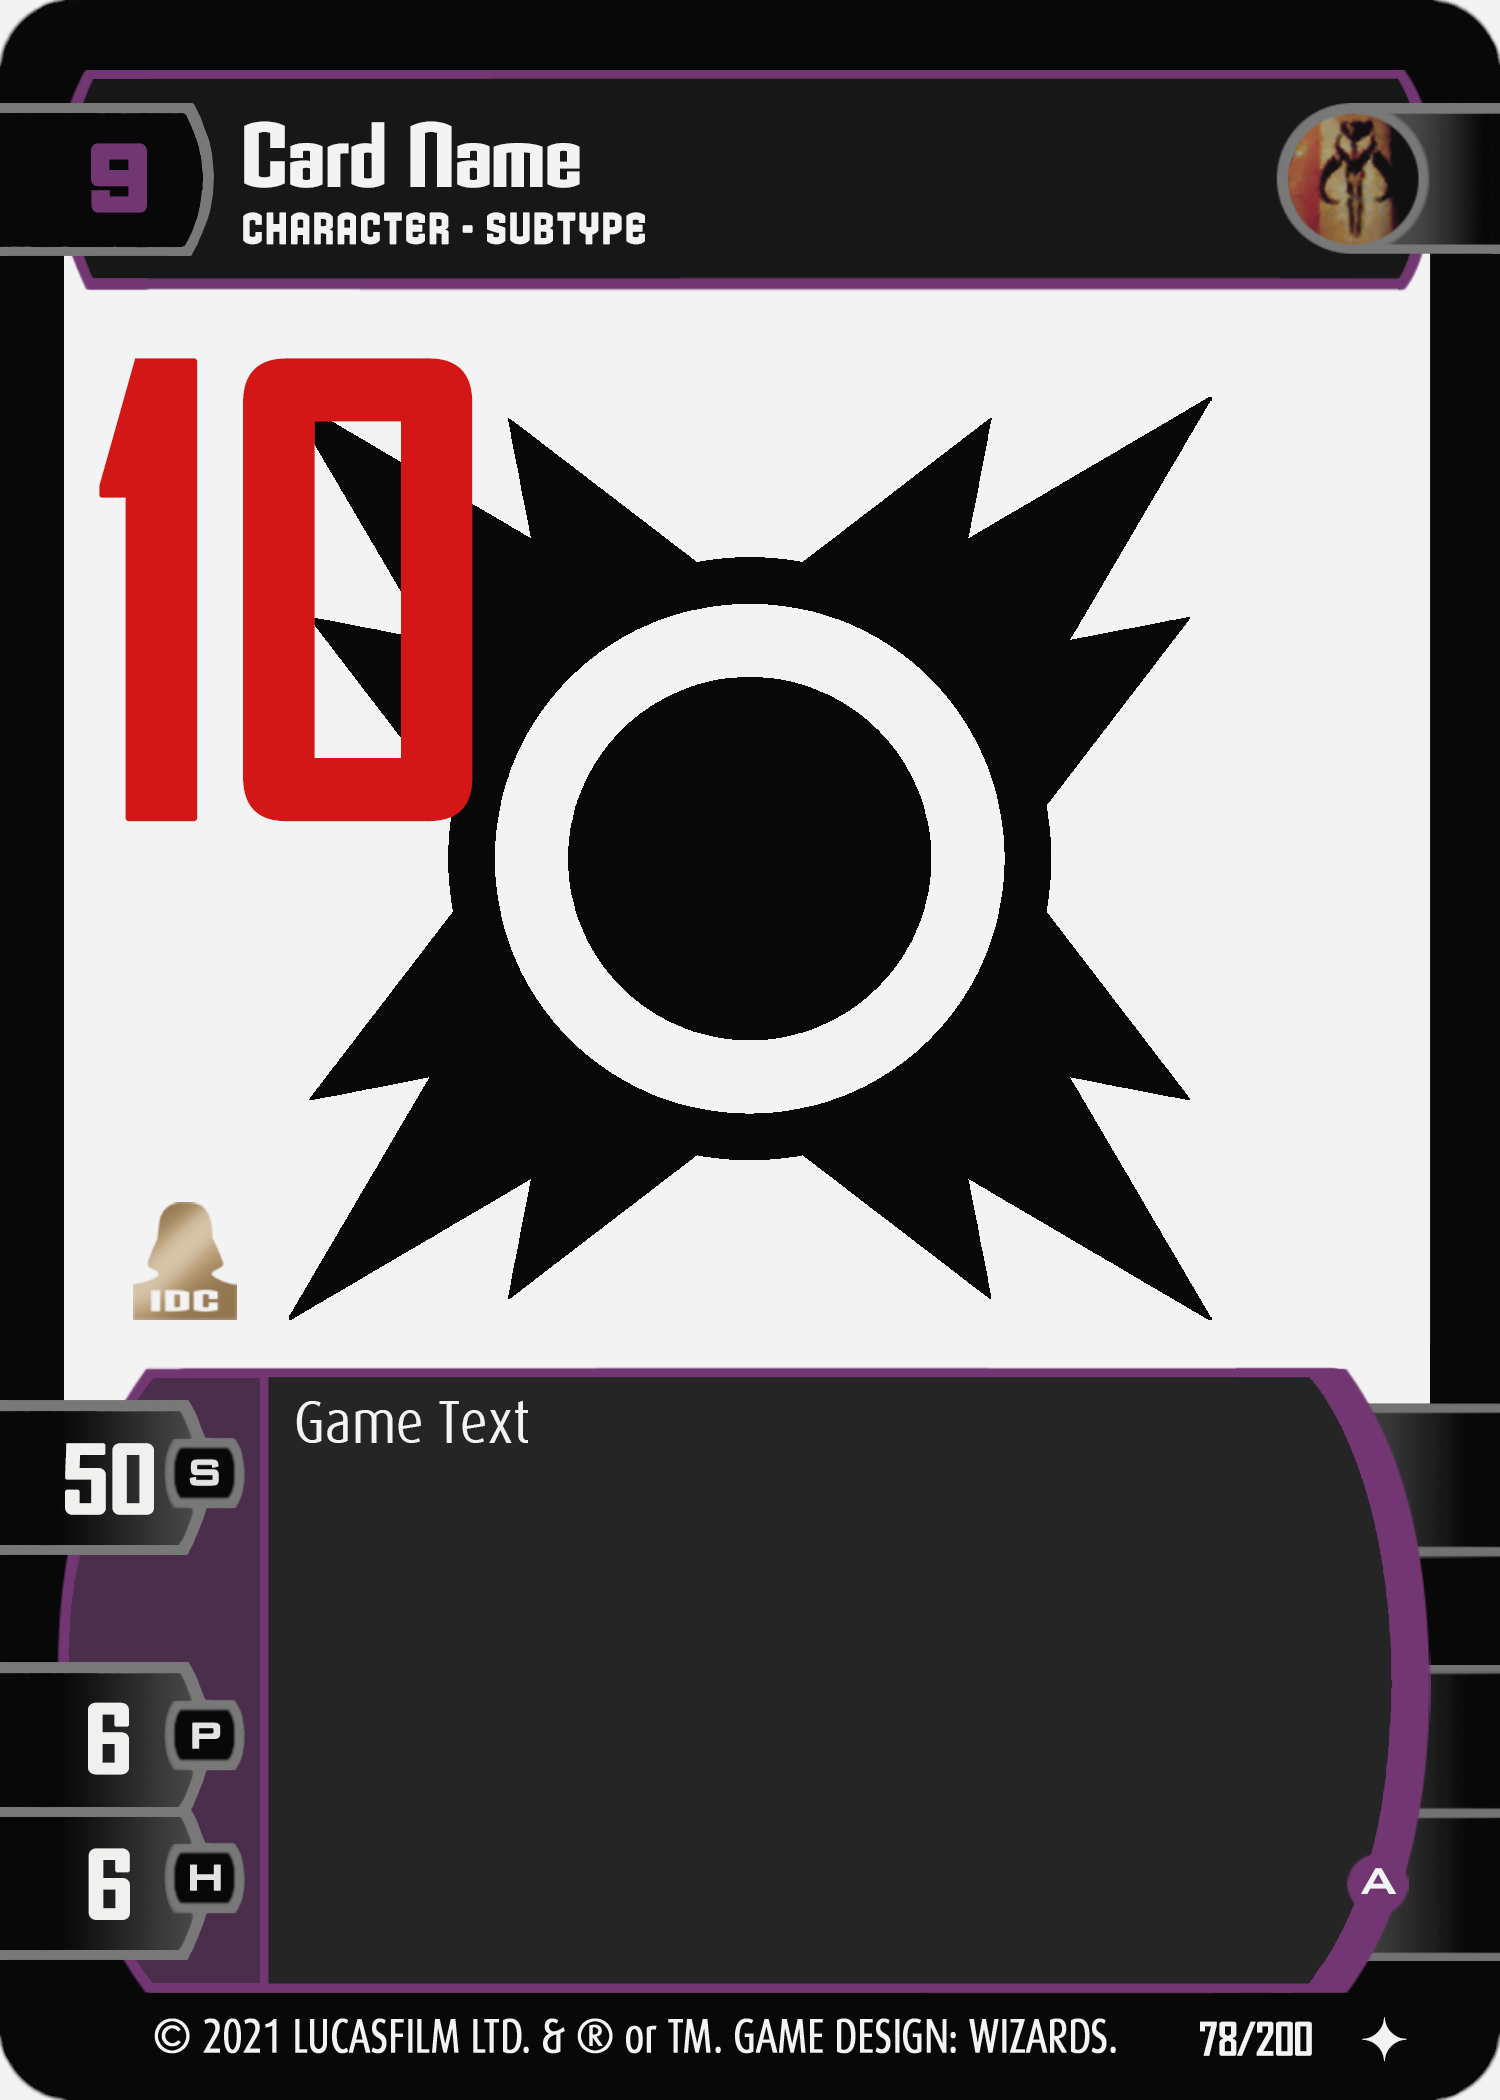 9
Card Name
CHARACTER - SUBTYPE
10
IDC
50 S
Game Text
6 P
6 H
A
© 2021 LUCASFILM LTD. & ® or TM. GAME DESIGN: WIZARDS.
78/200